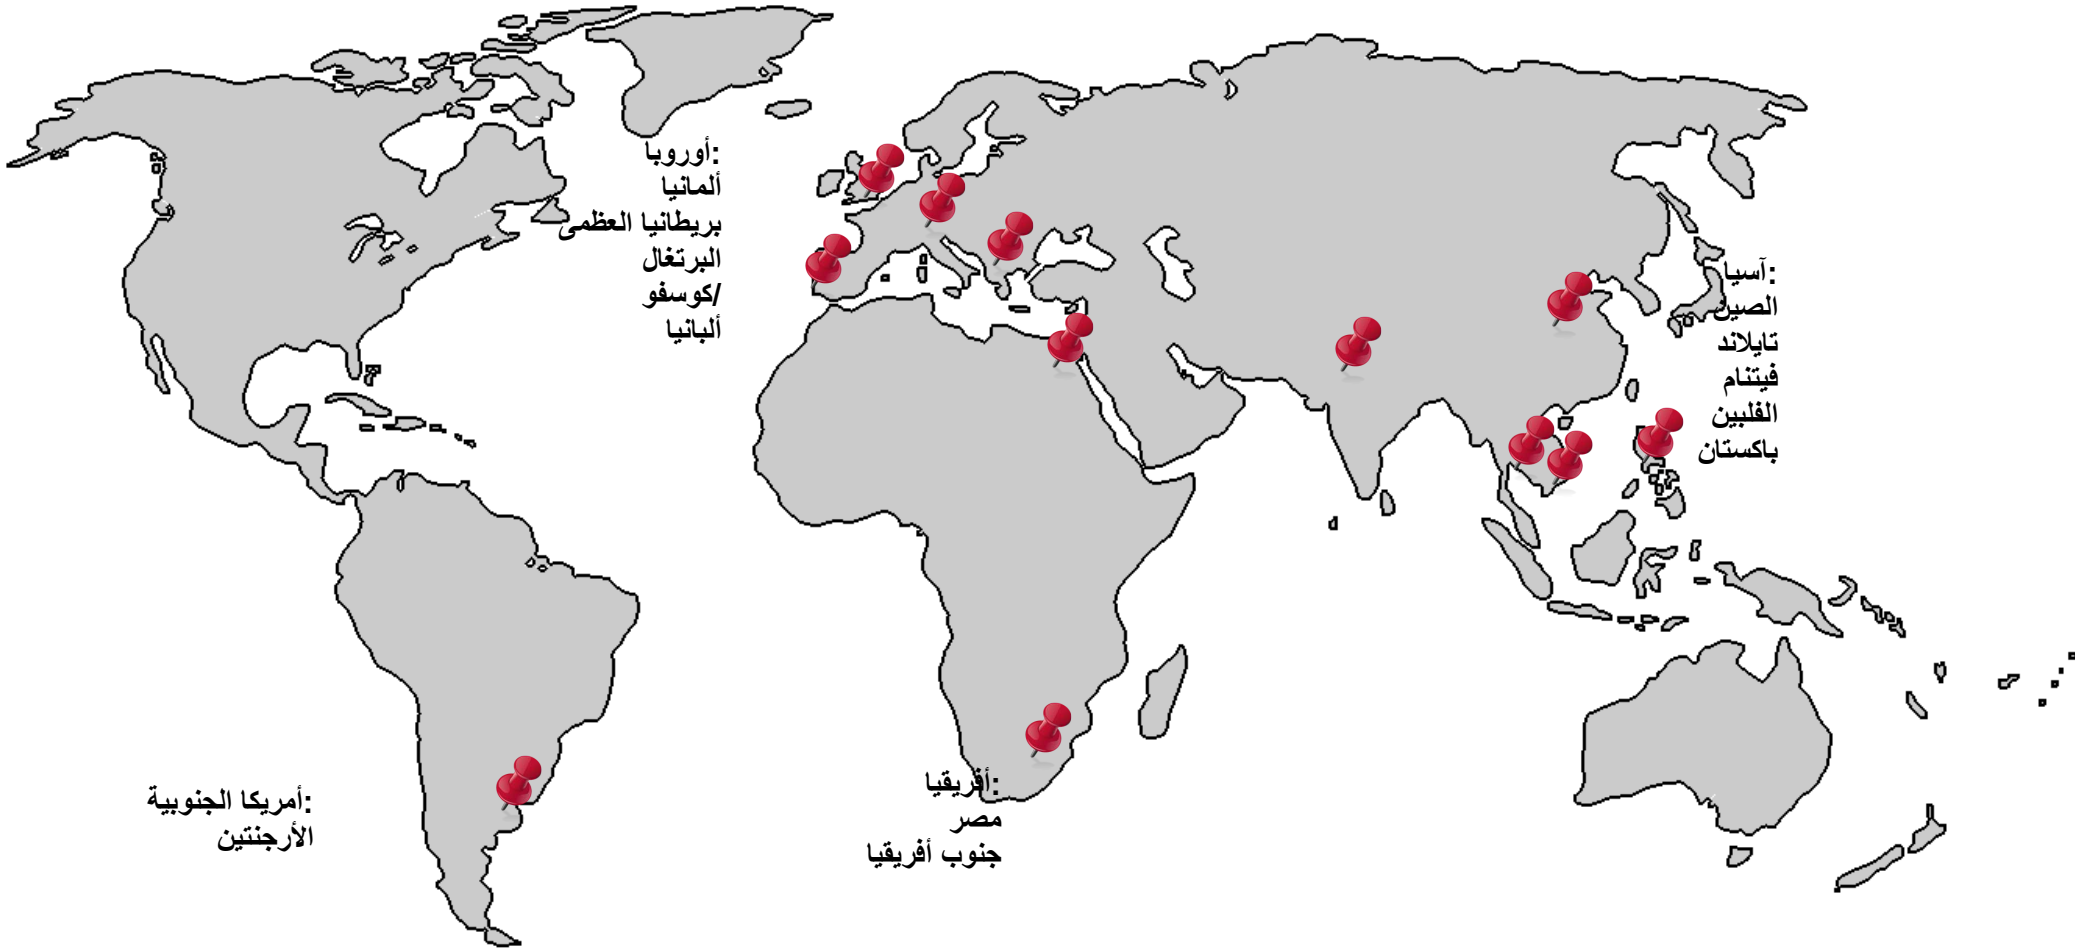 أوروبا:
ألمانيا
بريطانيا العظمى
البرتغال
كوسفو/
ألبانيا
آسيا:
الصين
تايلاند
فيتنام
الفلبين
باكستان
أفريقيا:
مصر
جنوب أفريقيا
أمريكا الجنوبية:
الأرجنتين